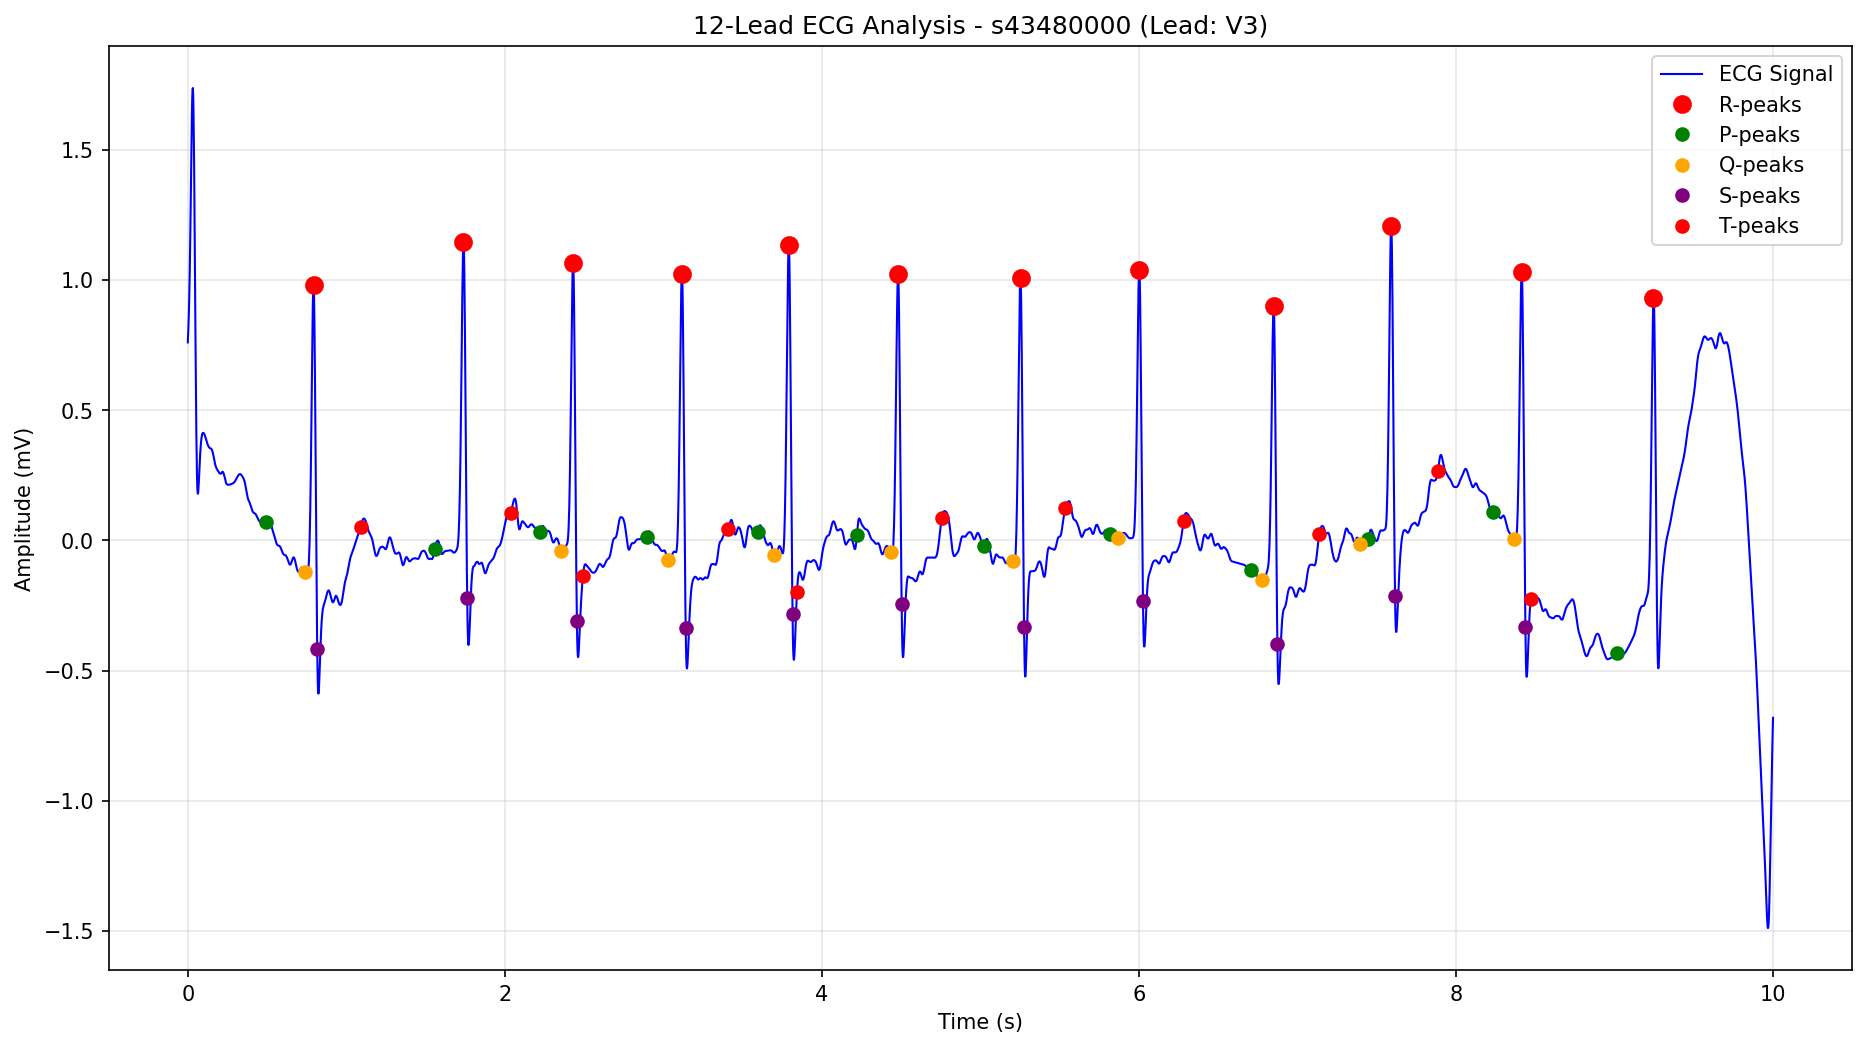 12-Lead ECG Analysis - s43480000 (Lead: V3)
ECG Signal
R-peaks
P-peaks
Q-peaks
S-peaks
T-peaks
Amplitude (mV)
1.5
1.0
0.5
0.0
−0.5
−1.0
−1.5
0 2 4 6 8 10
Time (s)